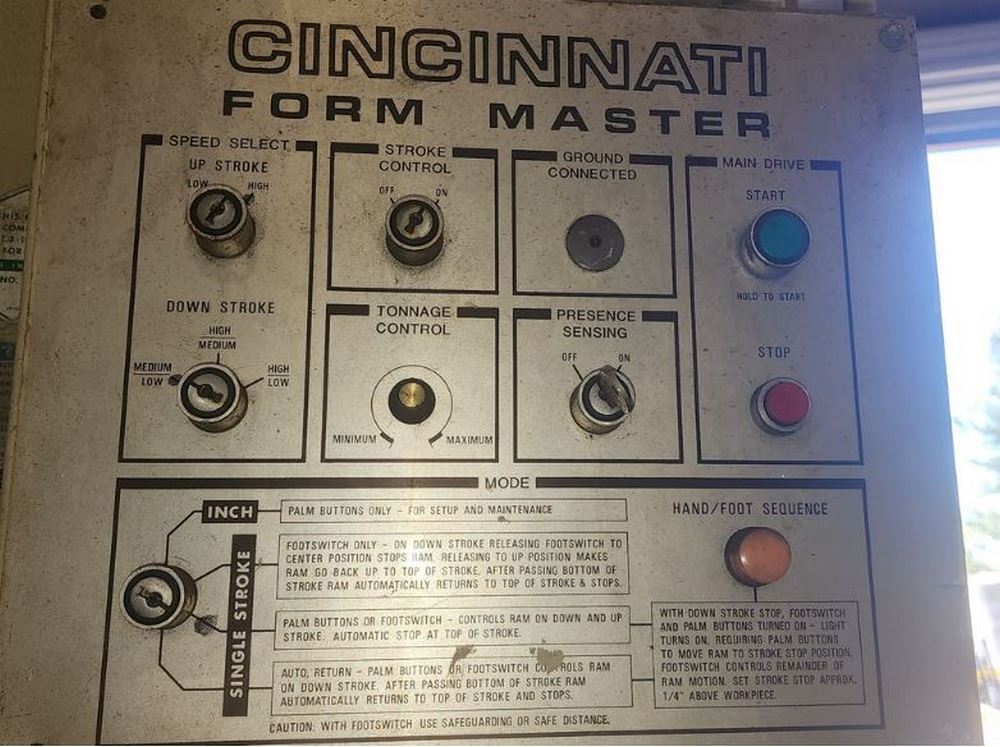 CINCINNATI
FORM MASTER
SPEED SELECT
UP STROKE
LOW
HIGH
DOWN STROKE
HIGH
MEDIUM
MEDIUM
LOW
HIGH
LOW
STROKE
CONTROL
OFF
ON
TONNAGE
CONTROL
MINIMUM
MAXIMUM
GROUND
CONNECTED
PRESENCE
SENSING
OFF
ON
MAIN DRIVE
START
HOLD TO START
STOP
MODE
INCH
PALM BUTTONS ONLY - FOR SETUP AND MAINTENANCE
SINGLE STROKE
FOOTSWITCH ONLY - ON DOWN STROKE RELEASING FOOTSWITCH TO
CENTER POSITION STOPS RAM. RELEASING TO UP POSITION MAKES
RAM GO BACK UP TO TOP OF STROKE. AFTER PASSING BOTTOM OF
STROKE RAM AUTOMATICALLY RETURNS TO TOP OF STROKE & STOPS.
PALM BUTTONS OR FOOTSWITCH - CONTROLS RAM ON DOWN AND UP
STROKE. AUTOMATIC STOP AT TOP OF STROKE.
AUTO, RETURN - PALM BUTTONS OR FOOTSWITCH CONTROLS RAM
ON DOWN STROKE. AFTER PASSING BOTTOM OF STROKE RAM
AUTOMATICALLY RETURNS TO TOP OF STROKE AND STOPS.
CAUTION: WITH FOOTSWITCH USE SAFEGUARDING OR SAFE DISTANCE.
HAND/FOOT SEQUENCE
WITH DOWN STROKE STOP, FOOTSWITCH
AND PALM BUTTONS TURNED ON - LIGHT
TURNS ON, REQUIRING PALM BUTTONS
TO MOVE RAM TO STROKE STOP POSITION.
FOOTSWITCH CONTROLS REMAINDER OF
RAM MOTION. SET STROKE STOP APPROX.
1/4" ABOVE WORKPIECE.
NO.